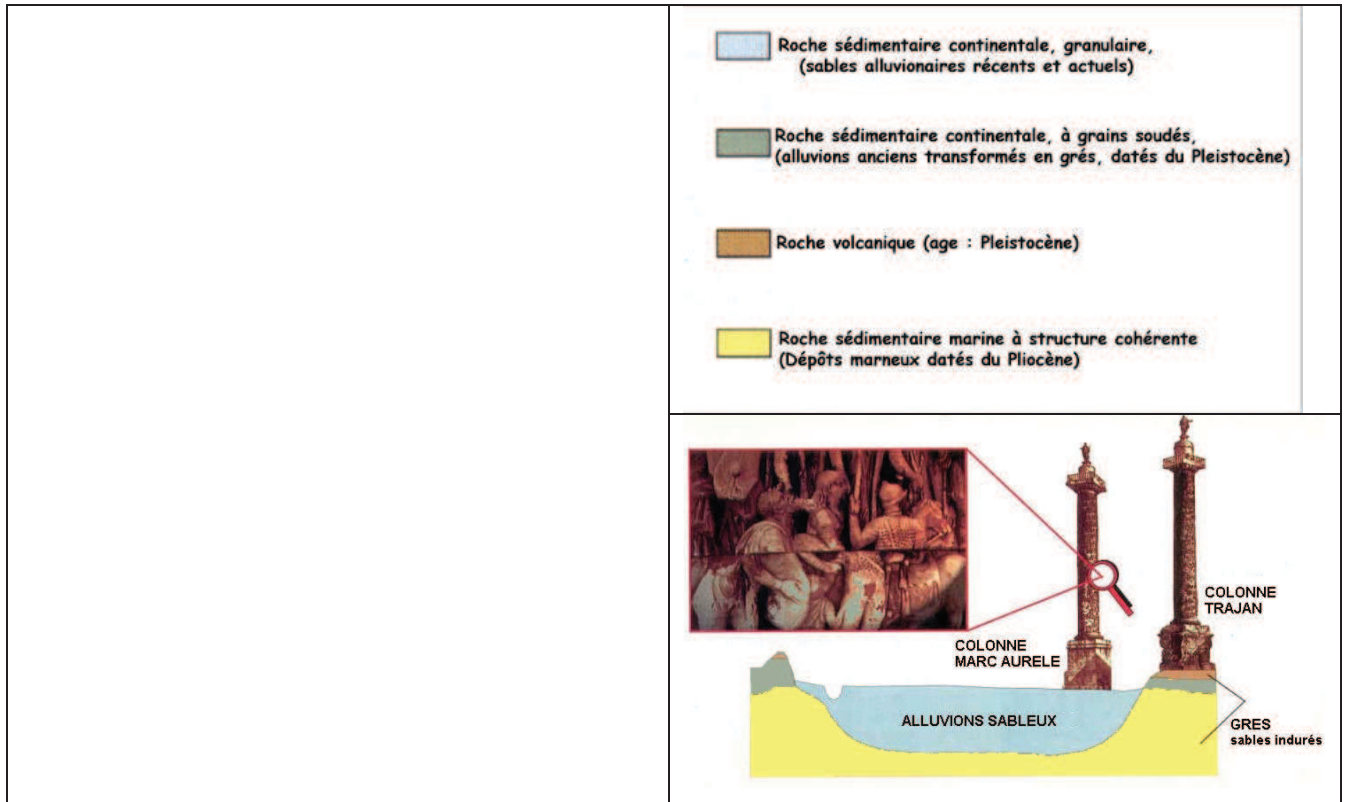 Roche sédimentaire continentale, granulaire,
(sables alluvionaires récents et actuels)
Roche sédimentaire continentale, à grains soudés,
(alluvions anciens transformés en grés, datés du Pleistocène)
Roche volcanique (age : Pleistocène)
Roche sédimentaire marine à structure cohérente
(Dépôts marneux datés du Pliocène)
COLONNE
TRAJAN
COLONNE
MARC AURELE
ALLUVIONS SABLEUX
GRES
sables indurés